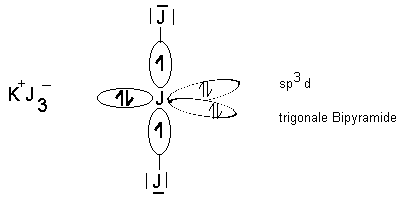 |J̅|
K⁺J₃⁻
J
sp³d
trigonale Bipyramide
|J̲|